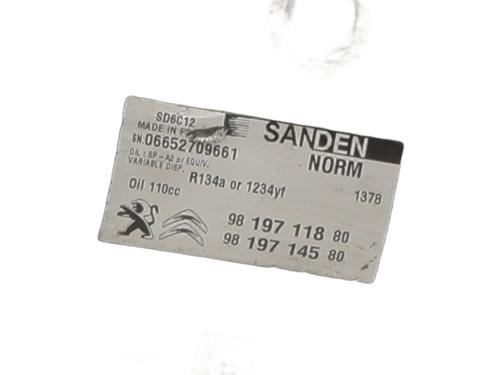 SD6C12
MADE IN
SANDEN
SN.06652709661
NORM
OIL: SP-A2 or EQUIV.
VARIABLE DISP.
R134a or 1234yf
1378
Oil 110cc
98 197 118 80
98 197 145 80